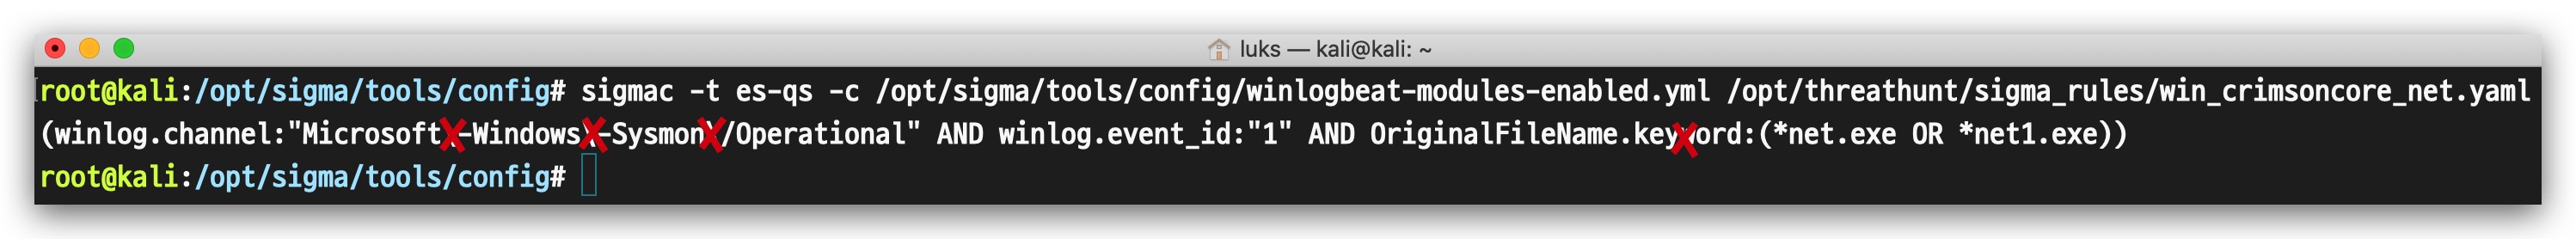 luks — kali@kali: ~
root@kali:/opt/sigma/tools/config# sigmac -t es-qs -c /opt/sigma/tools/config/winlogbeat-modules-enabled.yml /opt/threathunt/sigma_rules/win_crimsoncore_net.yaml
(winlog.channel:"Microsoft\-Windows\-Sysmon\/Operational" AND winlog.event_id:"1" AND OriginalFileName.keyword:(*net.exe OR *net1.exe))
root@kali:/opt/sigma/tools/config#